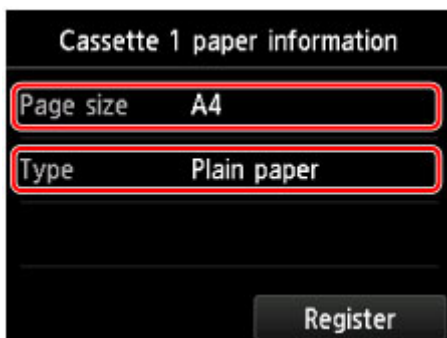 Cassette 1 paper information
Page size A4
Type Plain paper
Register